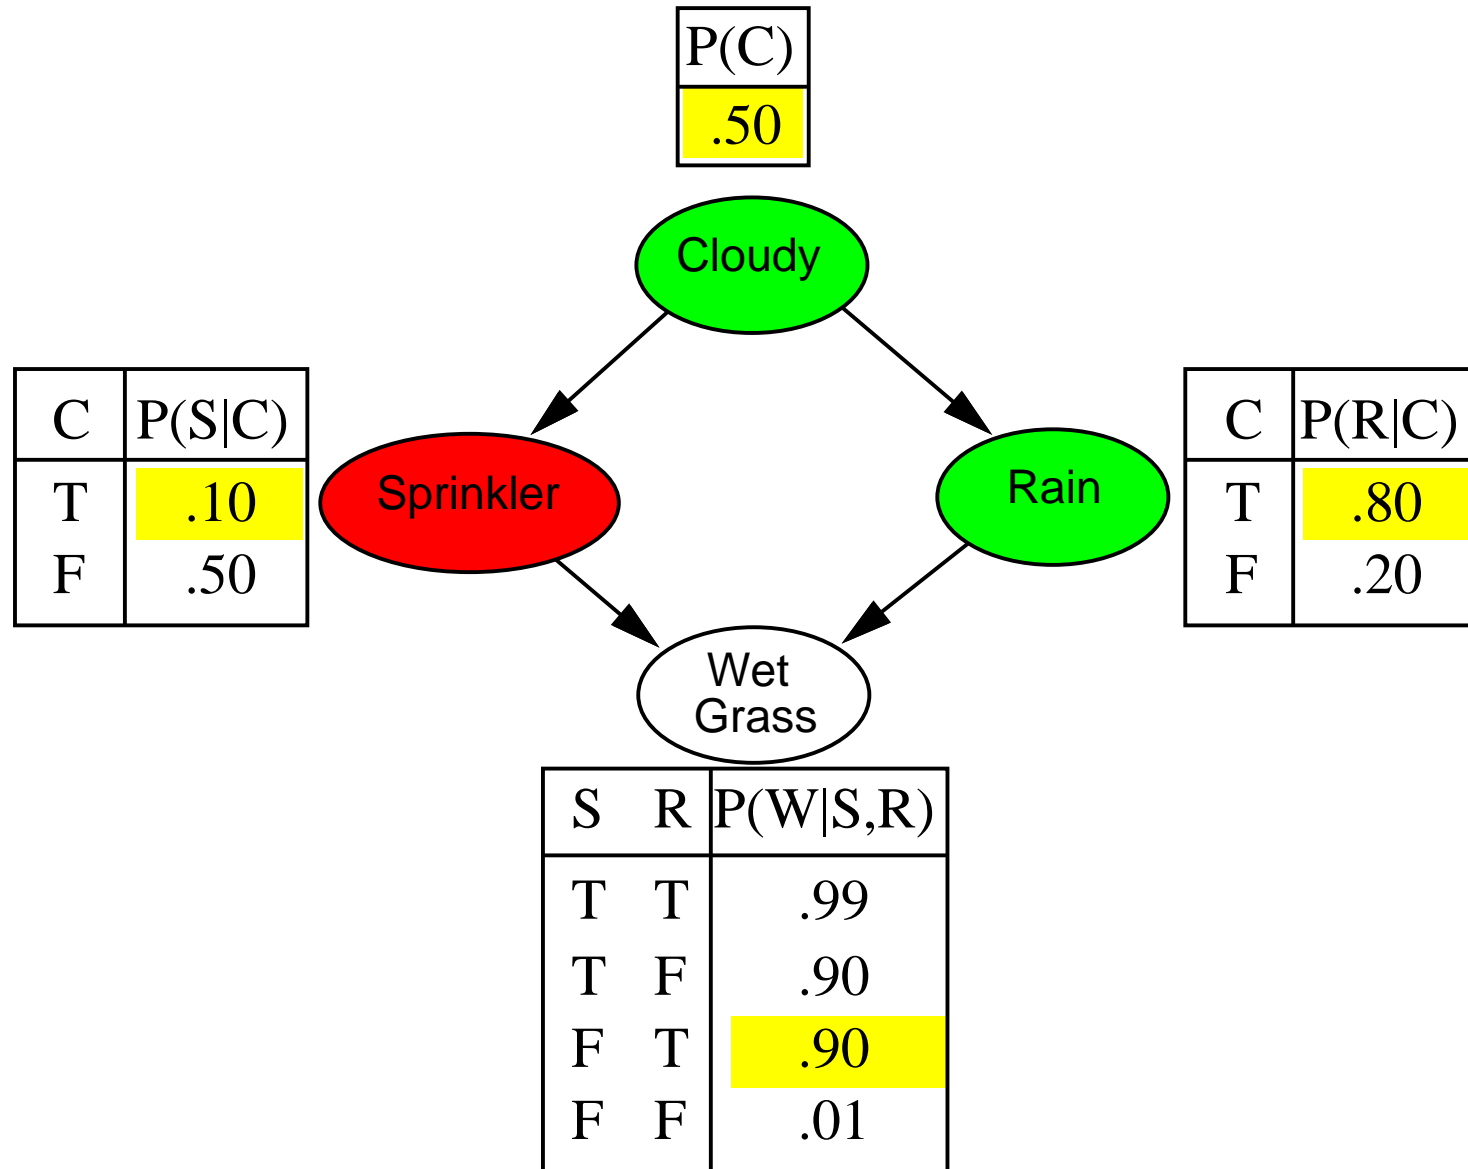 P(C)
.50
Cloudy
C P(S|C)
T .10
F .50
Sprinkler
Rain
C P(R|C)
T .80
F .20
Wet
Grass
S R P(W|S,R)
T T .99
T F .90
F T .90
F F .01